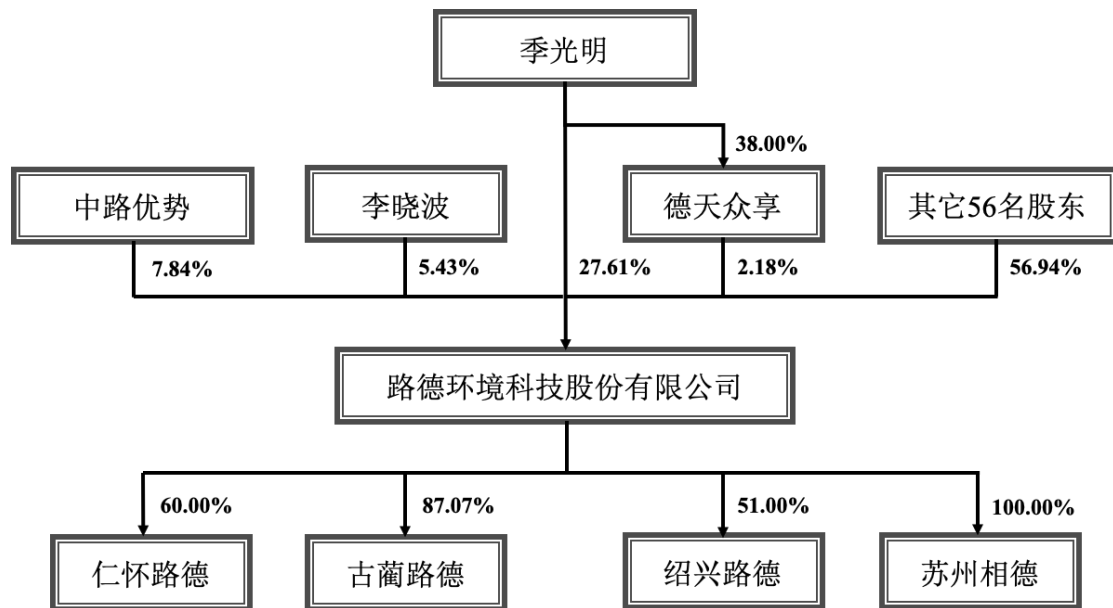 季光明
38.00%
中路优势
李晓波
德天众享
其它56名股东
7.84%
5.43%
27.61%
2.18%
56.94%
路德环境科技股份有限公司
60.00%
87.07%
51.00%
100.00%
仁怀路德
古蔺路德
绍兴路德
苏州相德